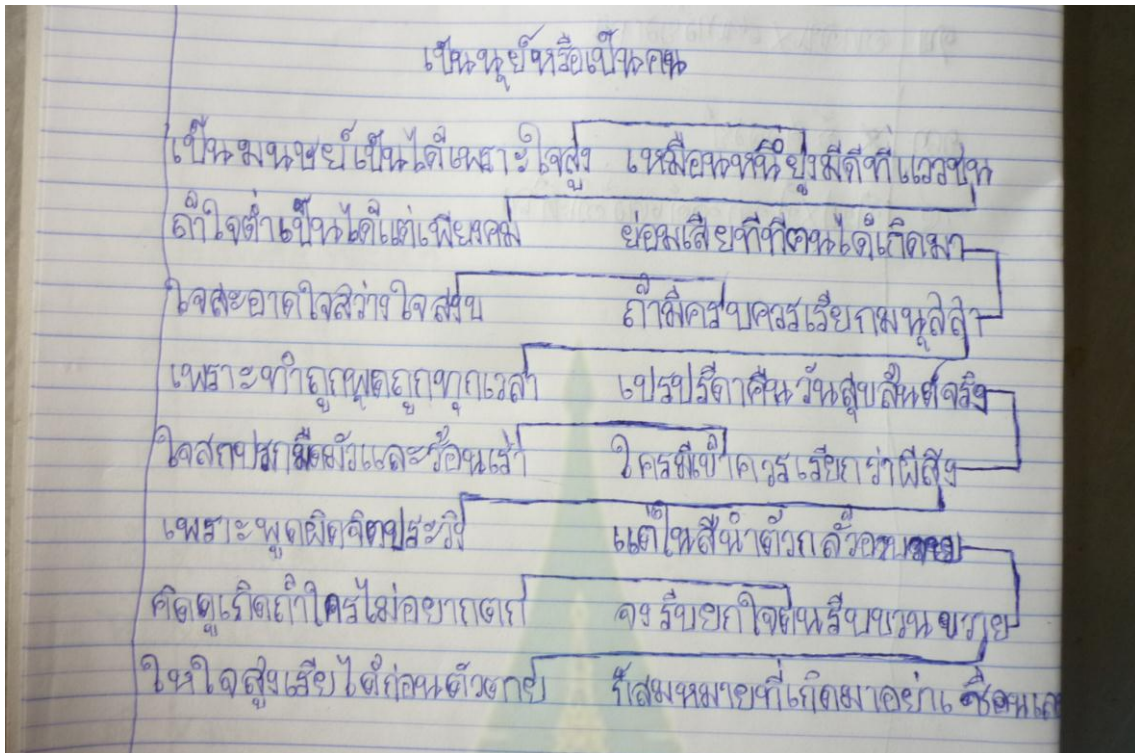 เป็นนุย์หรือเป็นคน
เป็นมนษย์เป็นได้เพราะใจสูง เหมือนหนึ่ยูงมีดีที่แววขน
ถ้าใจต่ำเป็นได้แต่เพียงคน ย่อมเสียทีที่ตนได้เกิดมา
ใจสะอาดใจสว่างใจสงบ ถ้ามีครบควรเรียกมนุสสา
เพราะทำถูกพูดถูกทุกเวลา เปรปรีดาคืนวันสุขสันต์จริง
ใจสกปรกมืดมัวและร้อนเร่า ใครมีเข้าควรเรียกว่าผีสิง
เพราะพูดผิดจิตประวิง แต่ในสิ่นำตัว
คิดดูเถิดถ้าใครไม่อยากตก จงรีบยกใจตนรีบขวนขวาย
ให้ใจสูงเสียได้ก่อนตัวตาย ก็สมหมายที่เกิดมาอย่าเชือน